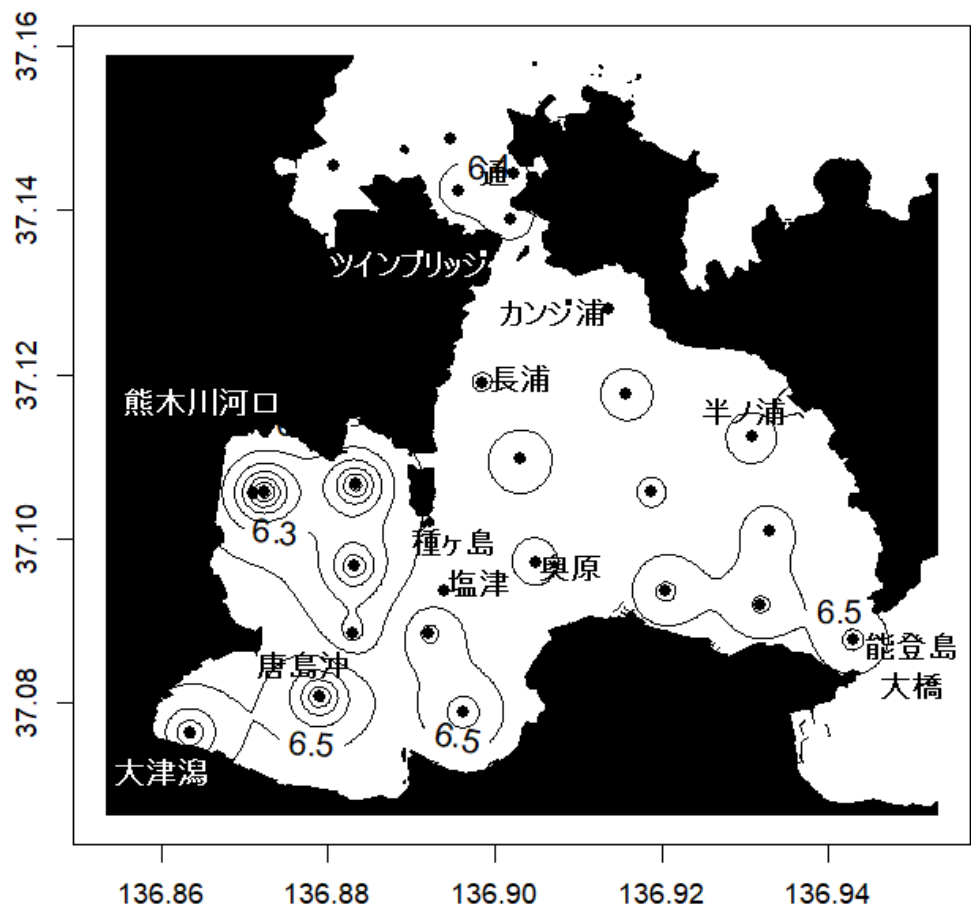 37.16
6.4
通
37.14
ツインブリッジ
カンジ浦
37.12
長浦
熊木川河口
半ノ浦
6.3
37.10
種ヶ島
奥原
塩津
6.5
能登島
唐島沖
大橋
37.08
6.5
6.5
大津潟
136.86
136.88
136.90
136.92
136.94